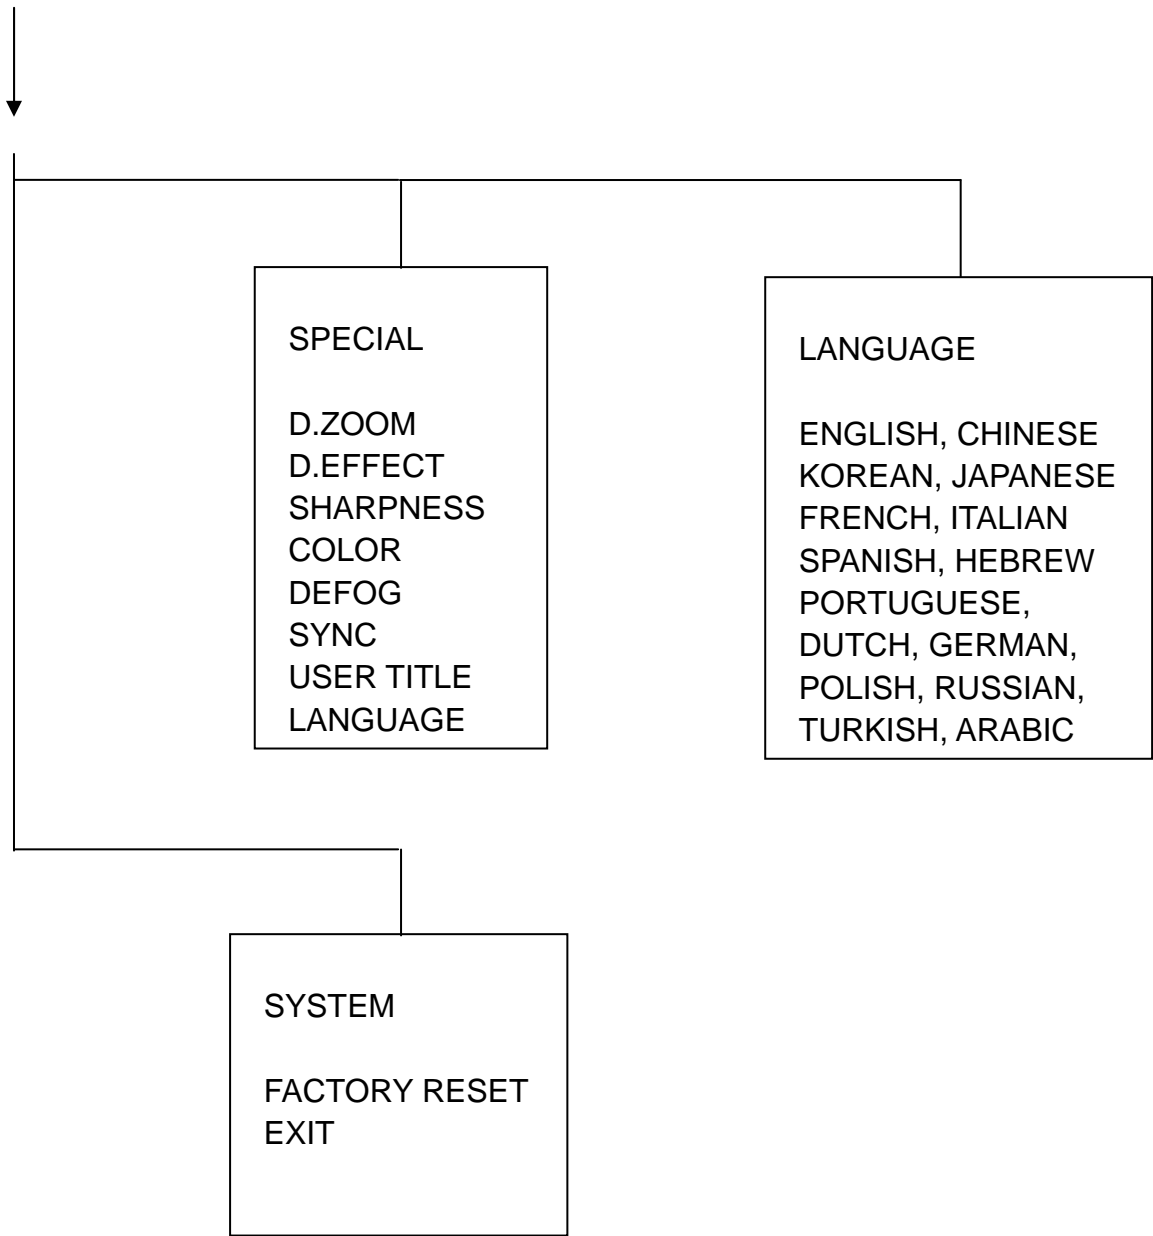 SPECIAL
D.ZOOM
D.EFFECT
SHARPNESS
COLOR
DEFOG
SYNC
USER TITLE
LANGUAGE
LANGUAGE
ENGLISH, CHINESE
KOREAN, JAPANESE
FRENCH, ITALIAN
SPANISH, HEBREW
PORTUGUESE,
DUTCH, GERMAN,
POLISH, RUSSIAN,
TURKISH, ARABIC
SYSTEM
FACTORY RESET
EXIT